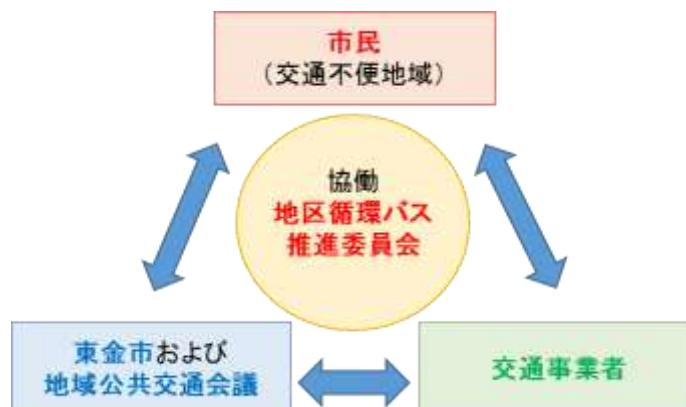 市民
（交通不便地域）
協働
地区循環バス
推進委員会
東金市および
地域公共交通会議
交通事業者